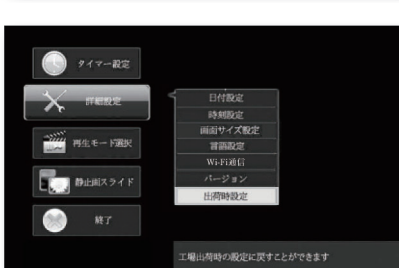 タイマー設定
詳細設定
再生モード選択
静止画スライド
終了
日付設定
時刻設定
画面サイズ設定
言語設定
Wi-Fi通信
バージョン
出荷時設定
工場出荷時の設定に戻すことができます